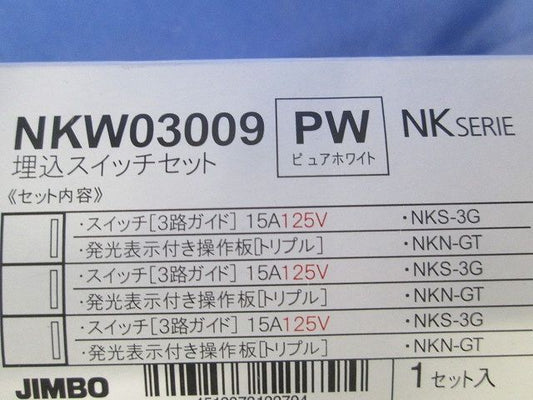 NKW03009 PW NK SERIE
埋込スイッチセット ピュアホワイト
《セット内容》
・スイッチ[3路ガイド] 15A125V ・NKS-3G
・発光表示付き操作板[トリプル] ・NKN-GT
・スイッチ[3路ガイド] 15A125V ・NKS-3G
・発光表示付き操作板[トリプル] ・NKN-GT
・スイッチ[3路ガイド] 15A125V ・NKS-3G
・発光表示付き操作板[トリプル] ・NKN-GT
JIMBO 1セット入